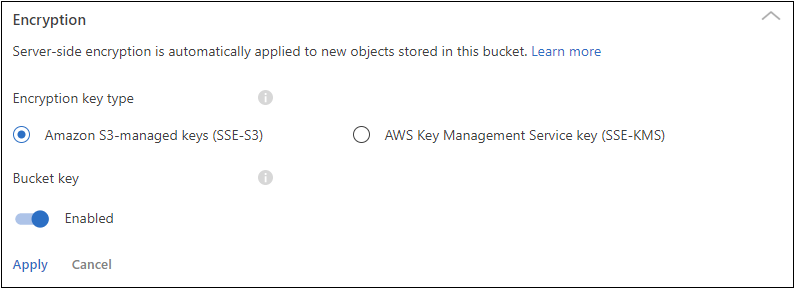 Encryption
Server-side encryption is automatically applied to new objects stored in this bucket. Learn more
Encryption key type
Amazon S3-managed keys (SSE-S3) AWS Key Management Service key (SSE-KMS)
Bucket key
Enabled
Apply Cancel